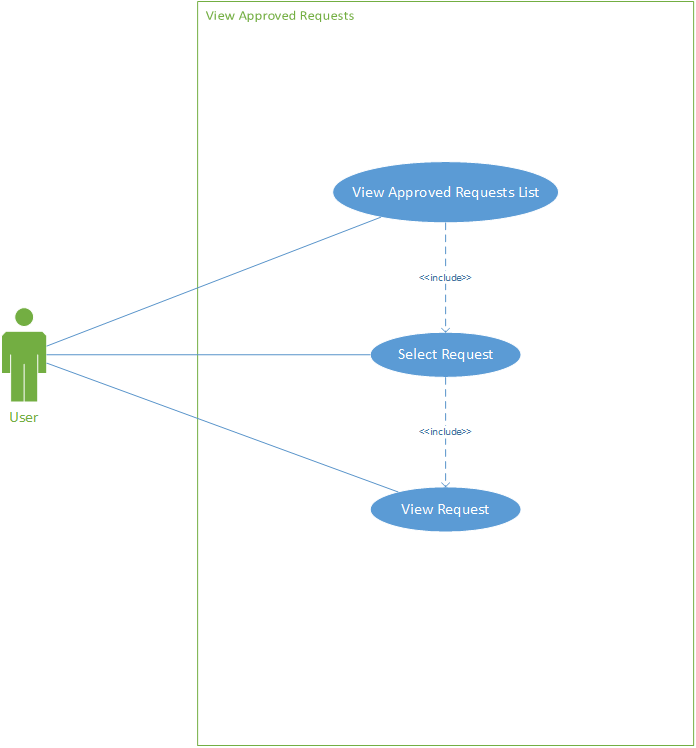 View Approved Requests
View Approved Requests List
<<include>>
Select Request
<<include>>
User
View Request